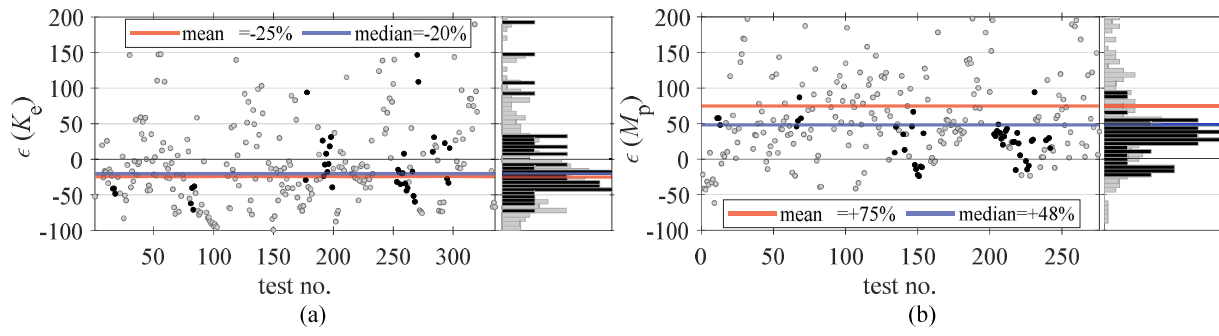 200
150
100
50
0
-50
-100
ϵ (K_e)
mean =-25% median=-20%
50 100 150 200 250 300
test no.
(a)
200
150
100
50
0
-50
-100
ϵ (M_p)
mean =+75% median=+48%
0 50 100 150 200 250
test no.
(b)